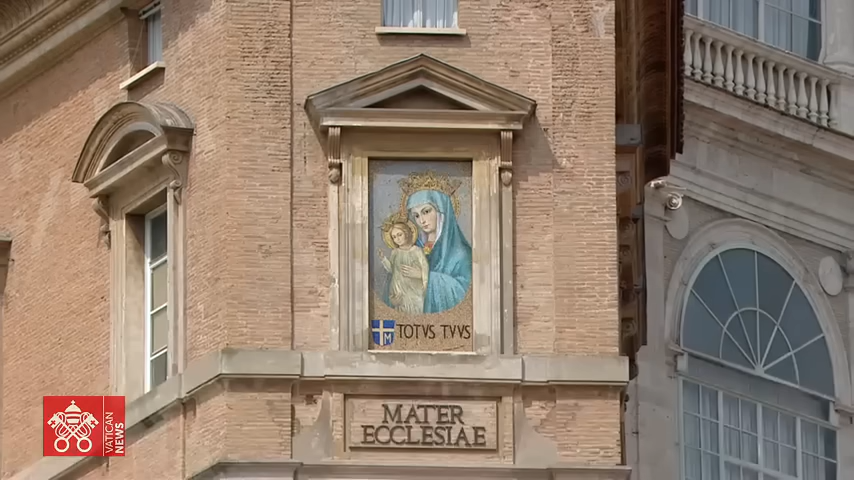 TOTVS TVVS
M
MATER
ECCLESIAE
VATICAN
NEWS